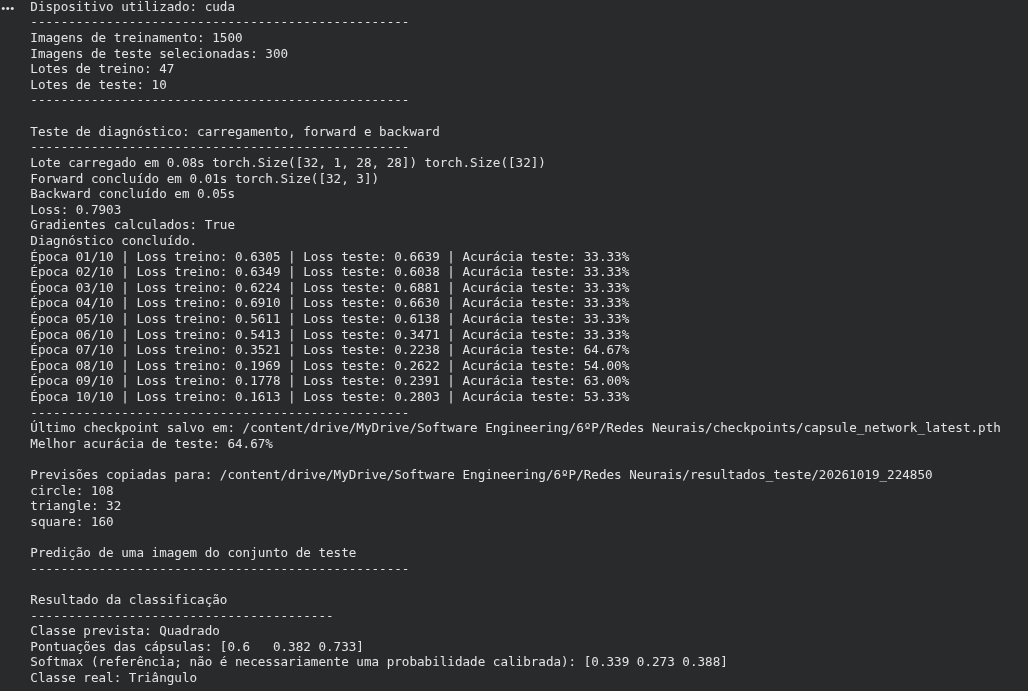 ••• Dispositivo utilizado: cuda
--------------------------------------------------
Imagens de treinamento: 1500
Imagens de teste selecionadas: 300
Lotes de treino: 47
Lotes de teste: 10
--------------------------------------------------
Teste de diagnóstico: carregamento, forward e backward
--------------------------------------------------
Lote carregado em 0.08s torch.Size([32, 1, 28, 28]) torch.Size([32])
Forward concluído em 0.01s torch.Size([32, 3])
Backward concluído em 0.05s
Loss: 0.7903
Gradientes calculados: True
Diagnóstico concluído.
Época 01/10 | Loss treino: 0.6305 | Loss teste: 0.6639 | Acurácia teste: 33.33%
Época 02/10 | Loss treino: 0.6349 | Loss teste: 0.6038 | Acurácia teste: 33.33%
Época 03/10 | Loss treino: 0.6224 | Loss teste: 0.6881 | Acurácia teste: 33.33%
Época 04/10 | Loss treino: 0.6910 | Loss teste: 0.6630 | Acurácia teste: 33.33%
Época 05/10 | Loss treino: 0.5611 | Loss teste: 0.6138 | Acurácia teste: 33.33%
Época 06/10 | Loss treino: 0.5413 | Loss teste: 0.3471 | Acurácia teste: 33.33%
Época 07/10 | Loss treino: 0.3521 | Loss teste: 0.2238 | Acurácia teste: 64.67%
Época 08/10 | Loss treino: 0.1969 | Loss teste: 0.2622 | Acurácia teste: 54.00%
Época 09/10 | Loss treino: 0.1778 | Loss teste: 0.2391 | Acurácia teste: 63.00%
Época 10/10 | Loss treino: 0.1613 | Loss teste: 0.2803 | Acurácia teste: 53.33%
--------------------------------------------------
Último checkpoint salvo em: /content/drive/MyDrive/Software Engineering/6ºP/Redes Neurais/checkpoints/capsule_network_latest.pth
Melhor acurácia de teste: 64.67%
Previsões copiadas para: /content/drive/MyDrive/Software Engineering/6ºP/Redes Neurais/resultados_teste/20261019_224850
circle: 108
triangle: 32
square: 160
Predição de uma imagem do conjunto de teste
--------------------------------------------------
Resultado da classificação
----------------------------------------
Classe prevista: Quadrado
Pontuações das cápsulas: [0.6   0.382 0.733]
Softmax (referência; não é necessariamente uma probabilidade calibrada): [0.339 0.273 0.388]
Classe real: Triângulo